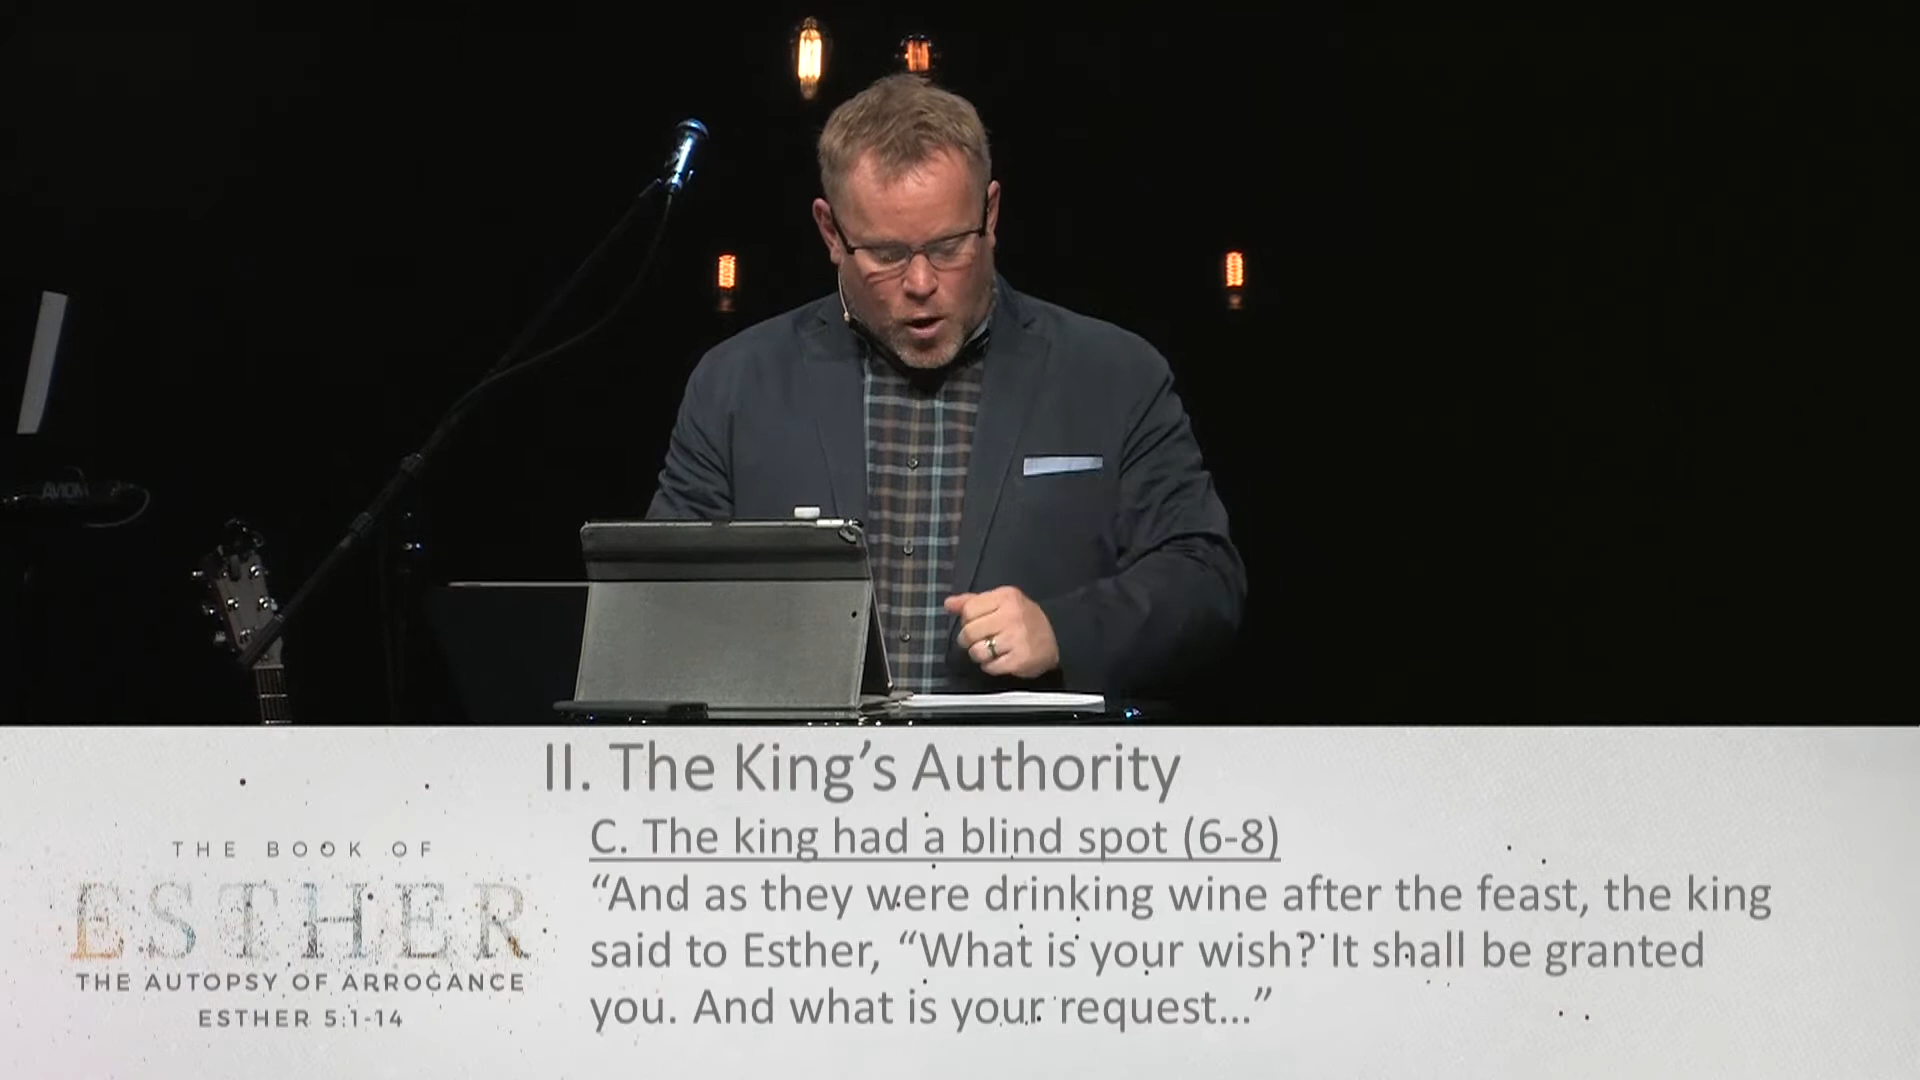 AVIOM
II. The King’s Authority
C. The king had a blind spot (6-8)
“And as they were drinking wine after the feast, the king
said to Esther, “What is your wish? It shall be granted
you. And what is your request...”
THE BOOK OF
ESTHER
THE AUTOPSY OF ARROGANCE
ESTHER 5:1-14